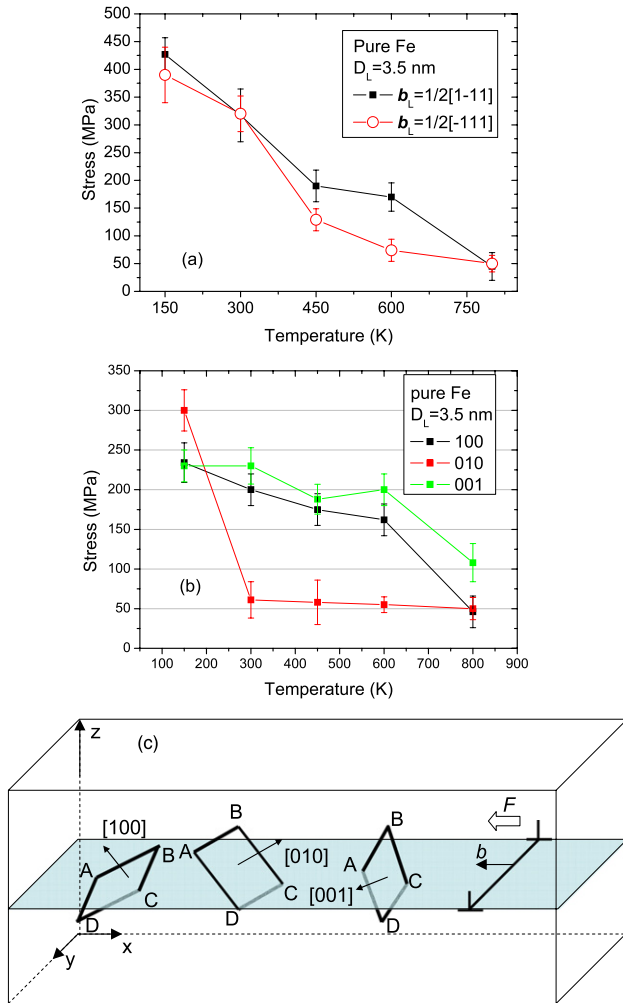 500
450
400
350
300
250
200
150
100
50
0
Stress (MPa)
Pure Fe
D_L=3.5 nm
b_L=1/2[1-11]
b_L=1/2[-111]
(a)
150 300 450 600 750
Temperature (K)
350
300
250
200
150
100
50
0
Stress (MPa)
pure Fe
D_L=3.5 nm
100
010
001
(b)
100 200 300 400 500 600 700 800 900
Temperature (K)
z
(c)
[100]
A
B
C
D
B
A
[010]
C
D
B
A
[001]
C
D
F
b
x
y